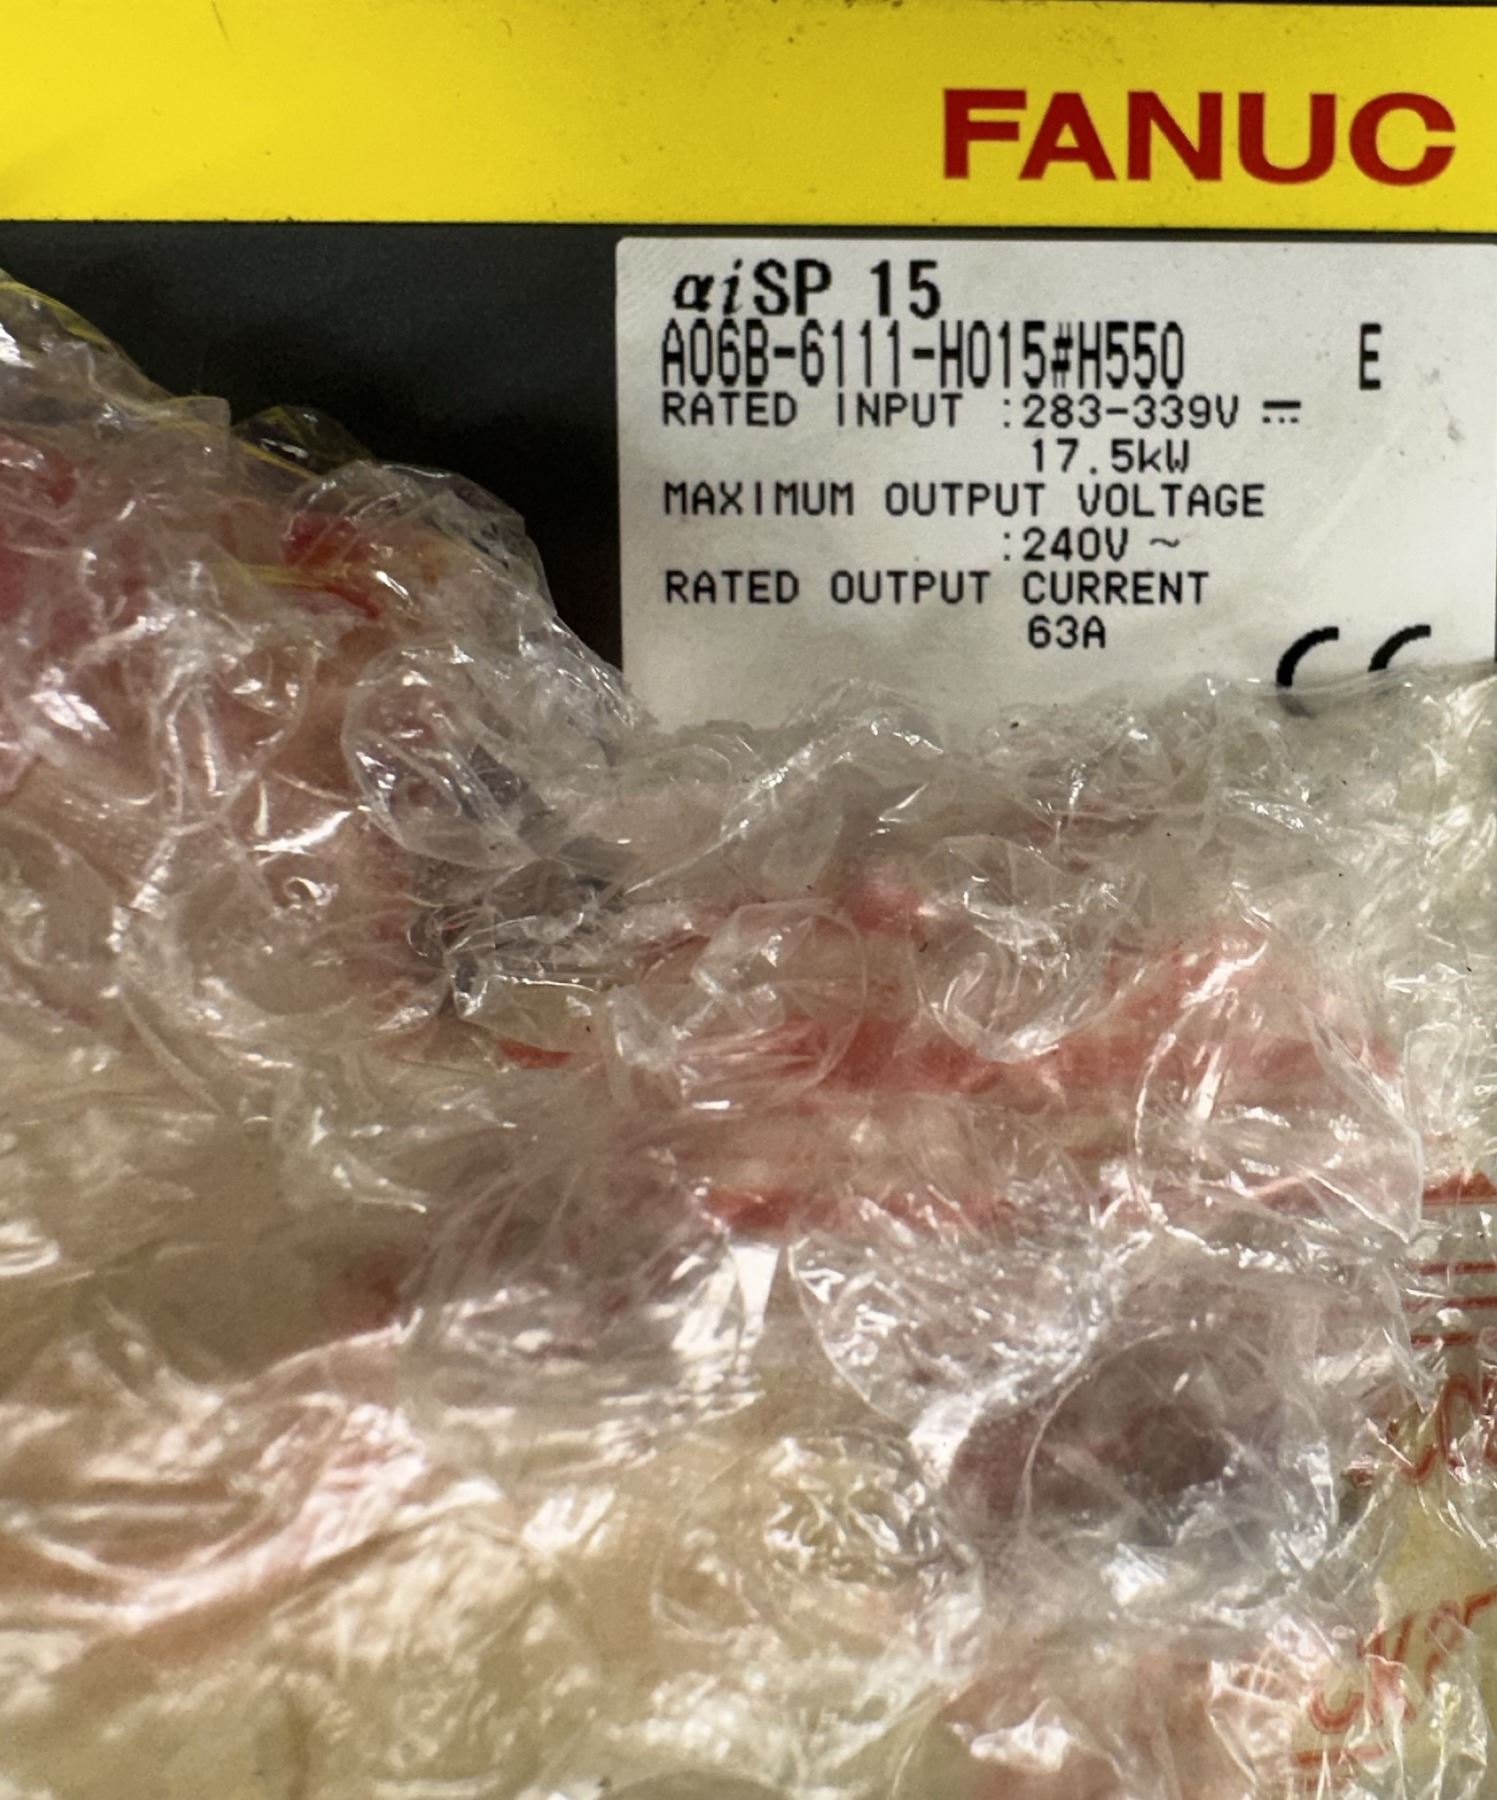 FANUC
αiSP 15
A06B-6111-H015#H550 E
RATED INPUT :283-339V ⎓
17.5kW
MAXIMUM OUTPUT VOLTAGE
:240V ~
RATED OUTPUT CURRENT
63A
CE